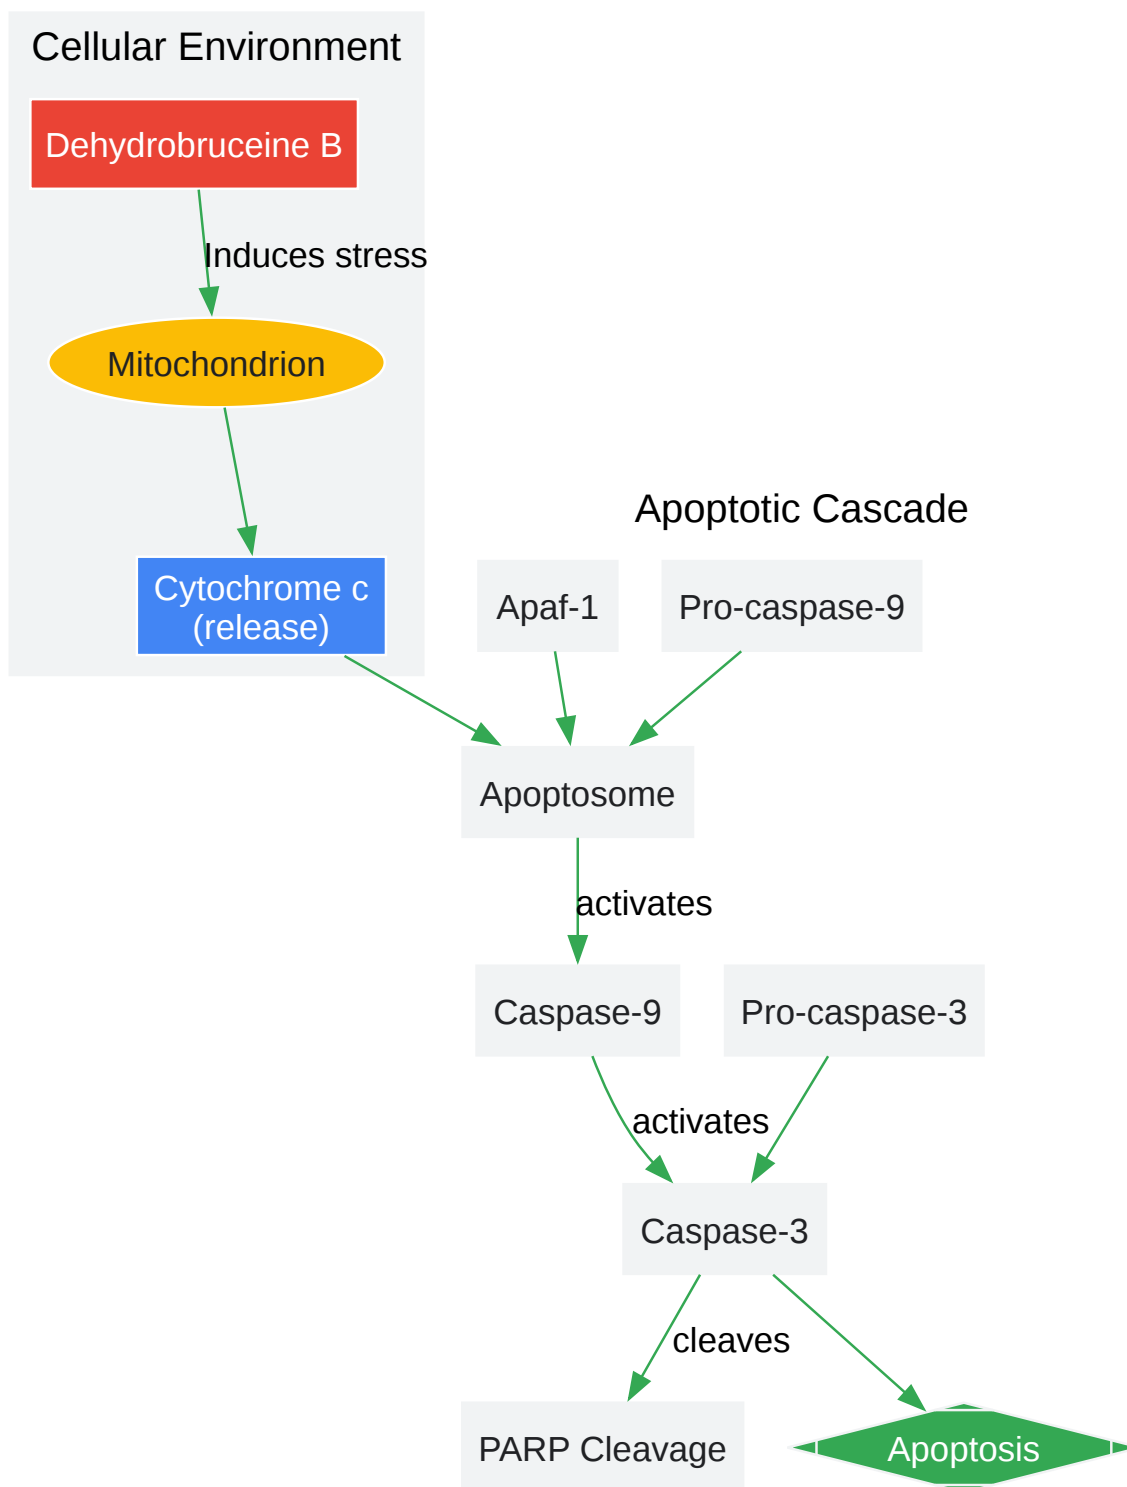 Cellular Environment
Dehydrobruceine B
Induces stress
Mitochondrion
Apoptotic Cascade
Cytochrome c
(release)
Apaf-1
Pro-caspase-9
Apoptosome
activates
Caspase-9
Pro-caspase-3
activates
Caspase-3
cleaves
PARP Cleavage
Apoptosis